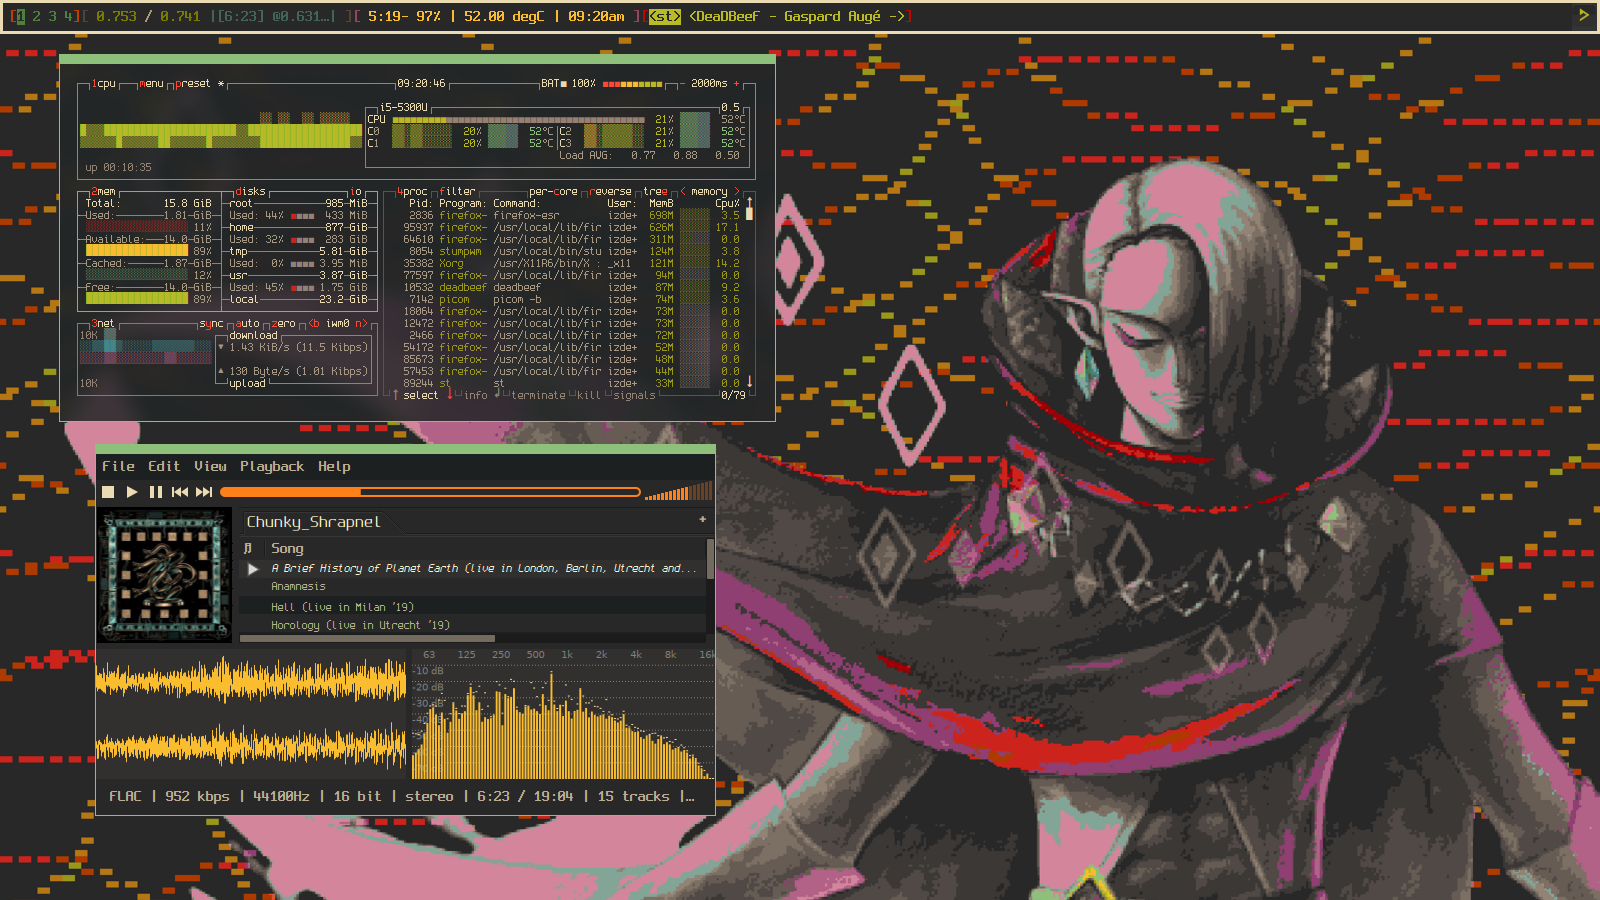 [1 2 3 4][ 0.753 / 0.741 |[6:23] @0.631…| ][ 5:19- 97% | 52.00 degC | 09:20am ][<st> <DeaDBeef - Gaspard Augé ->]
1cpu menu preset * 09:20:46 BAT■ 100% - 2000ms +
i5-5300U 0.5
CPU 21% 52°C
C0 20% 52°C C2 21% 52°C
C1 20% 52°C C3 21% 52°C
Load AVG: 0.77 0.88 0.50
up 00:10:35
2mem disks io
Total: 15.8 GiB root 985 MiB
Used: 1.81 GiB Used: 44% 433 MiB
11% home 877 GiB
Available: 14.0 GiB Used: 32% 283 GiB
89% tmp 5.81 GiB
Cached: 1.87 GiB Used: 0% 3.95 MiB
12% usr 3.87 GiB
Free: 14.0 GiB Used: 45% 1.75 GiB
89% local 23.2 GiB
3net sync auto zero <b iwm0 n>
10K download
▼ 1.43 KiB/s (11.5 Kibps)
▲ 130 Byte/s (1.01 Kibps)
10K upload
4proc filter per-core reverse tree < memory >
Pid: Program: Command: User: MemB Cpu% ↑
2836 firefox- firefox-esr izde+ 698M 3.5
95937 firefox- /usr/local/lib/fir izde+ 626M 17.1
64610 firefox- /usr/local/lib/fir izde+ 311M 0.0
8054 stumpwm /usr/local/bin/stu izde+ 124M 3.8
35382 Xorg /usr/X11R6/bin/X : _x11 121M 14.2
77597 firefox- /usr/local/lib/fir izde+ 94M 0.0
10532 deadbeef deadbeef izde+ 87M 9.2
7142 picom picom -b izde+ 74M 3.6
18064 firefox- /usr/local/lib/fir izde+ 73M 0.0
12472 firefox- /usr/local/lib/fir izde+ 73M 0.0
2466 firefox- /usr/local/lib/fir izde+ 72M 0.0
54172 firefox- /usr/local/lib/fir izde+ 52M 0.0
85673 firefox- /usr/local/lib/fir izde+ 48M 0.0
57453 firefox- /usr/local/lib/fir izde+ 44M 0.0
89244 st st izde+ 33M 0.0 ↓
↑ select ↓ info ↲ terminate kill signals 0/79
File Edit View Playback Help
Chunky_Shrapnel +
Song
A Brief History of Planet Earth (live in London, Berlin, Utrecht and...
Anamnesis
Hell (live in Milan '19)
Horology (live in Utrecht '19)
63 125 250 500 1k 2k 4k 8k 16k
-10 dB
-20 dB
-30 dB
FLAC | 952 kbps | 44100Hz | 16 bit | stereo | 6:23 / 19:04 | 15 tracks |…